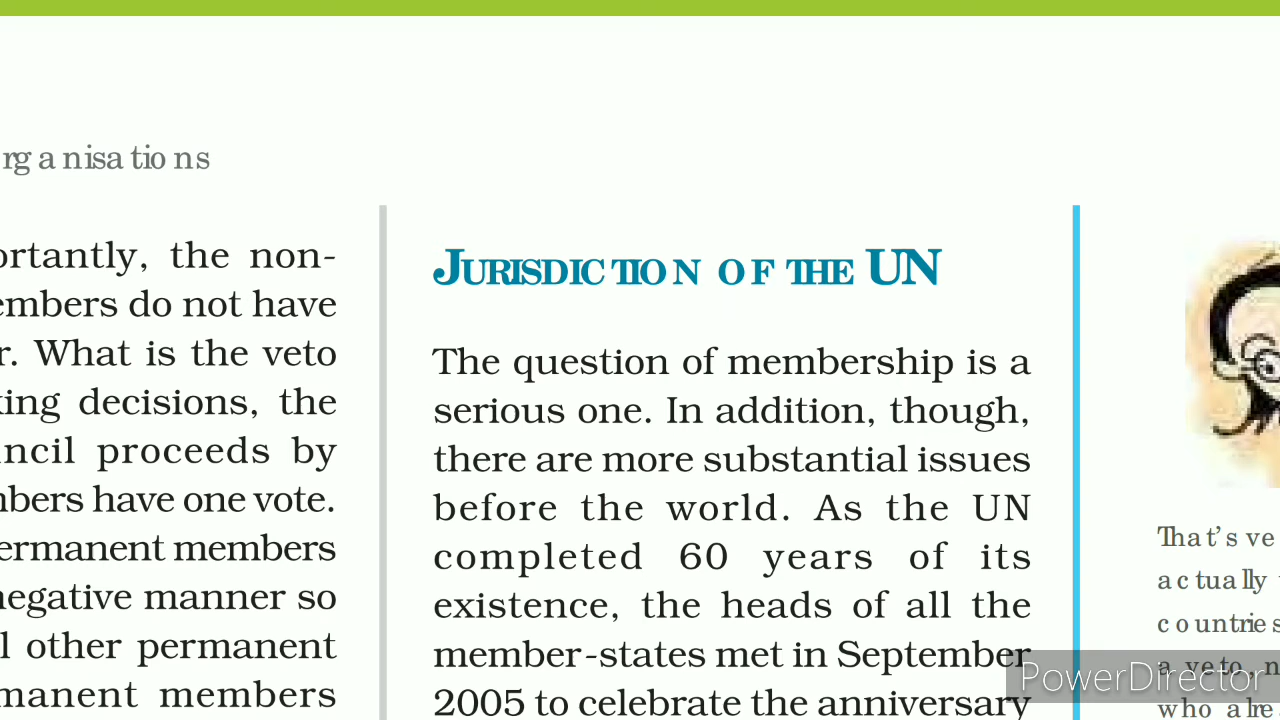 rganisations
ortantly, the non-
embers do not have
r. What is the veto
king decisions, the
ncil proceeds by
bers have one vote.
ermanent members
negative manner so
l other permanent
manent members
JURISDICTION OF THE UN
The question of membership is a
serious one. In addition, though,
there are more substantial issues
before the world. As the UN
completed 60 years of its
existence, the heads of all the
member-states met in September
2005 to celebrate the anniversary
That's ve
actually
countries
a veto, n
who alre
PowerDirector